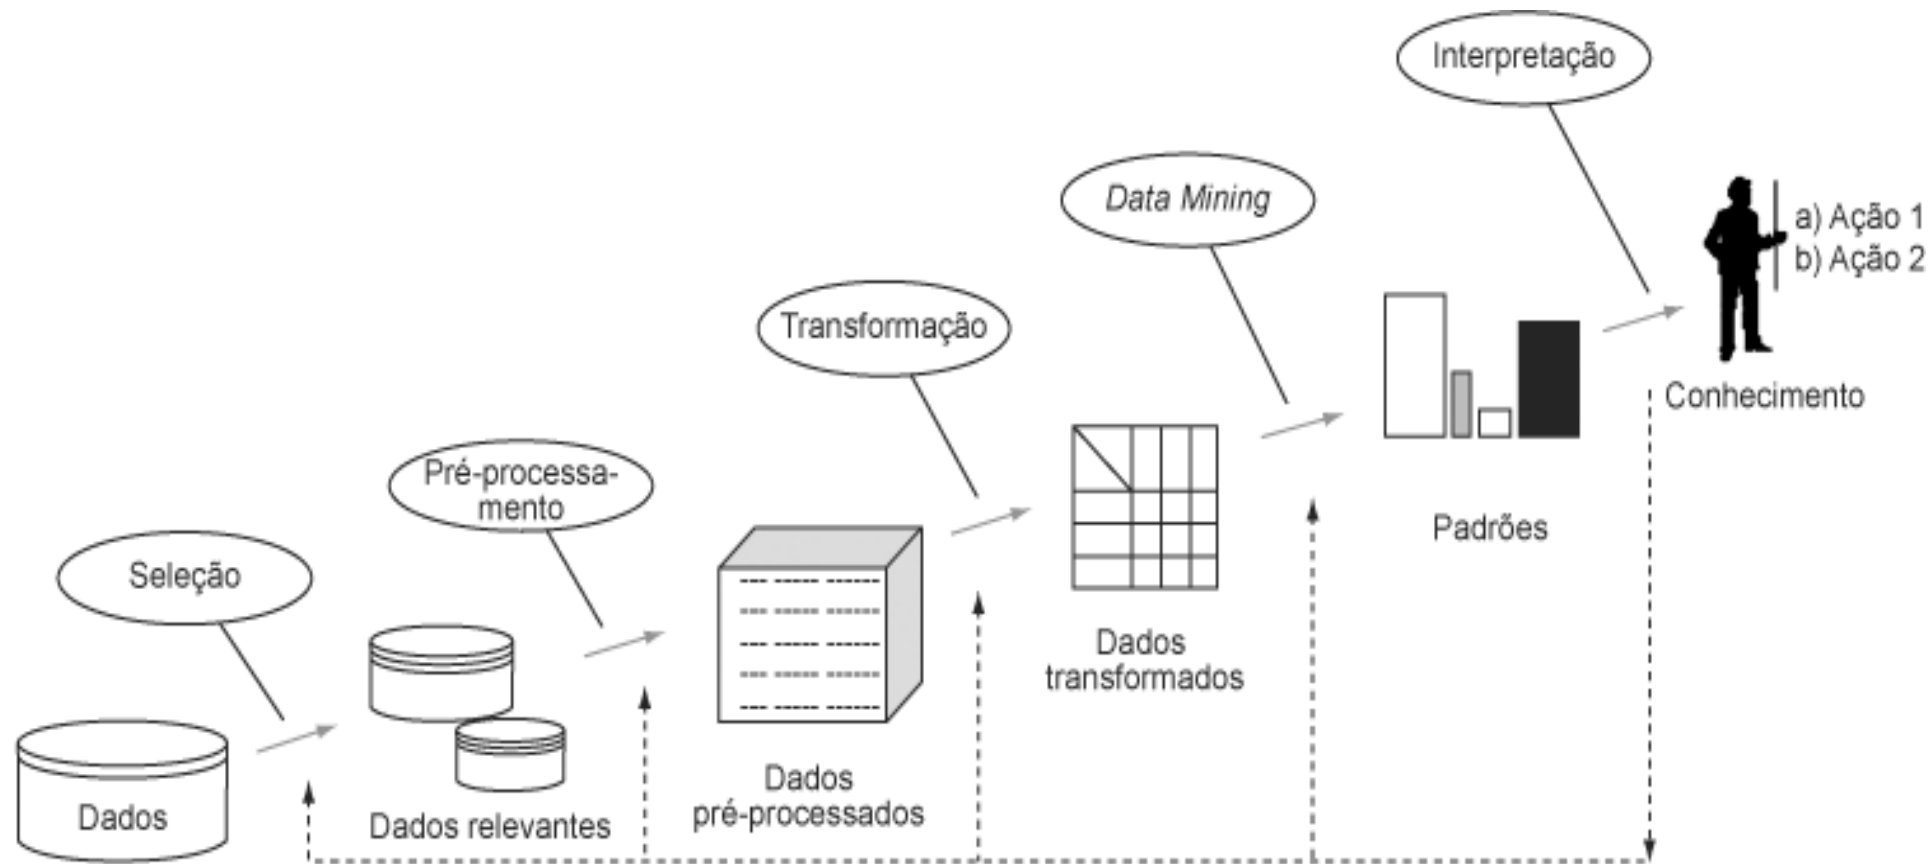 Interpretação
Data Mining
a) Ação 1
b) Ação 2
Transformação
Conhecimento
Pré-processa-
mento
Padrões
Seleção
Dados
transformados
Dados
pré-processados
Dados
Dados relevantes